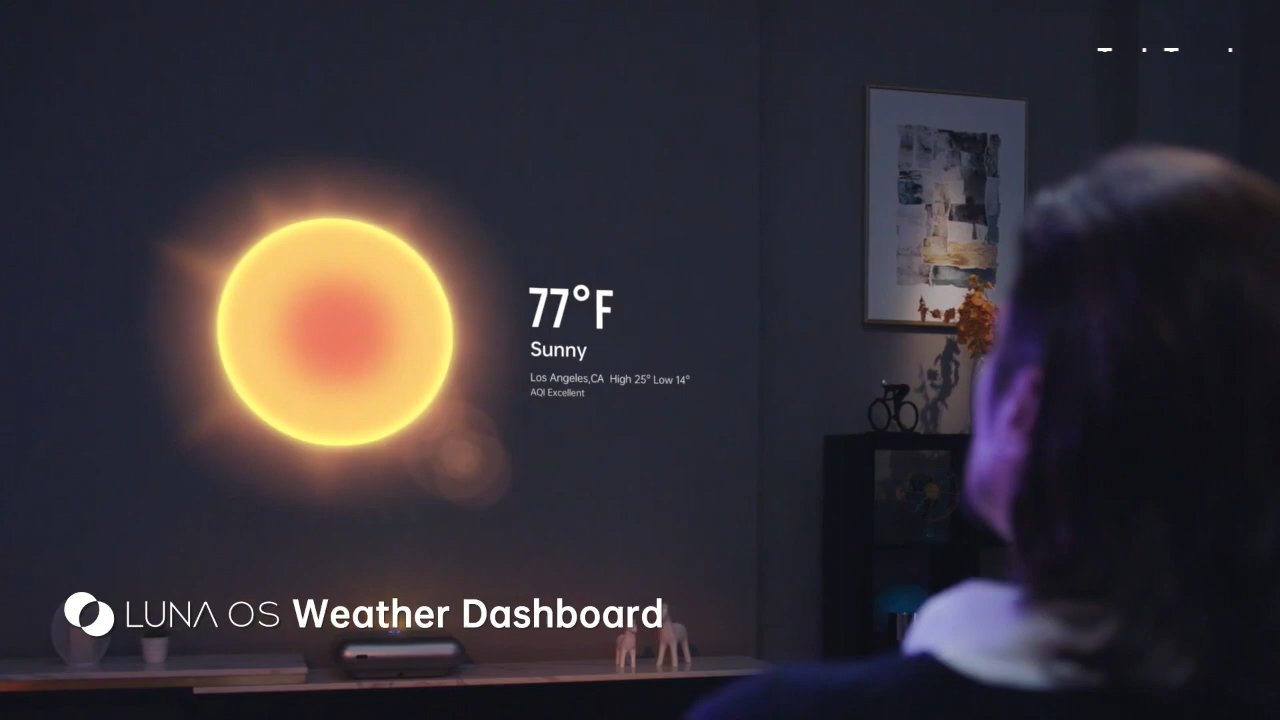 77°F
Sunny
Los Angeles,CA High 25° Low 14°
AQI Excellent
LUNA OS Weather Dashboard